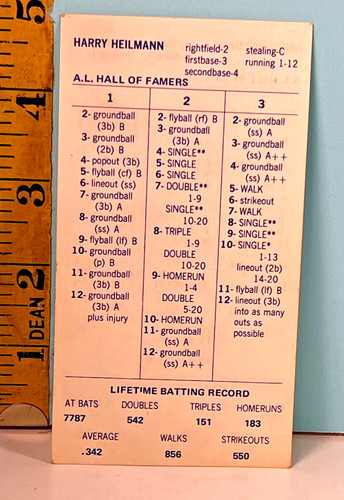 HARRY HEILMANN
rightfield-2 stealing-C
firstbase-3 running 1-12
secondbase-4
A.L. HALL OF FAMERS
1
2- groundball
(3b) B
3- groundball
(2b) B
4- popout (3b)
5- flyball (cf) B
6- lineout (ss)
7- groundball
(3b) A
8- groundball
(ss) A
9- flyball (lf) B
10- groundball
(p) B
11- groundball
(3b) B
12- groundball
(3b) A
plus injury
2
2- flyball (rf) B
3- groundball
(3b) A
4- SINGLE**
5- SINGLE
6- SINGLE
7- DOUBLE**
1-9
SINGLE**
10-20
8- TRIPLE
1-9
DOUBLE
10-20
9- HOMERUN
1-4
DOUBLE
5-20
10- HOMERUN
11- groundball
(ss) A
12- groundball
(ss) A++
3
2- groundball
(ss) A
3- groundball
(ss) A++
4- groundball
(ss) A++
5- WALK
6- strikeout
7- WALK
8- SINGLE**
9- SINGLE**
10- SINGLE*
1-13
lineout (2b)
14-20
11- flyball (lf) B
12- lineout (3b)
into as many
outs as
possible
LIFETIME BATTING RECORD
AT BATS DOUBLES TRIPLES HOMERUNS
7787 542 151 183
AVERAGE WALKS STRIKEOUTS
.342 856 550
5
4
3
DEAN 2
1